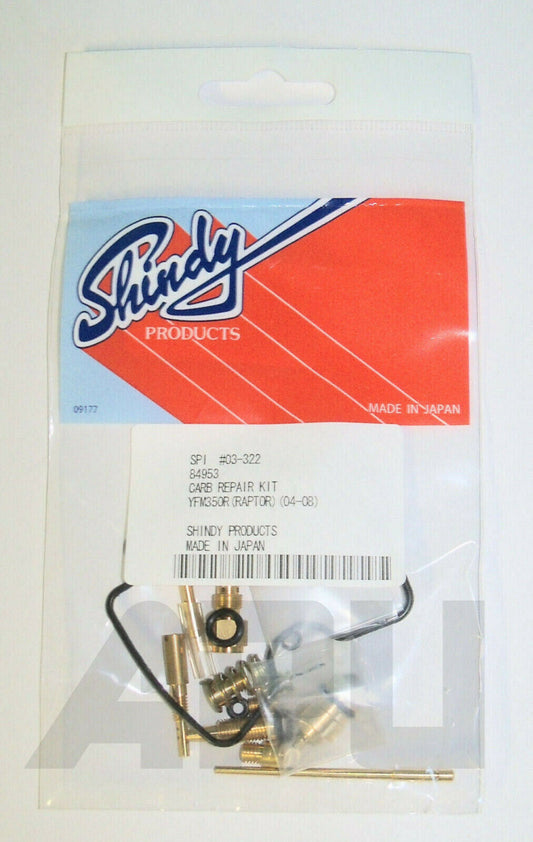 Shindy
PRODUCTS
09177
MADE IN JAPAN
SPI #03-322
84953
CARB REPAIR KIT
YFM350R(RAPTOR)(04-08)
SHINDY PRODUCTS
MADE IN JAPAN
APU